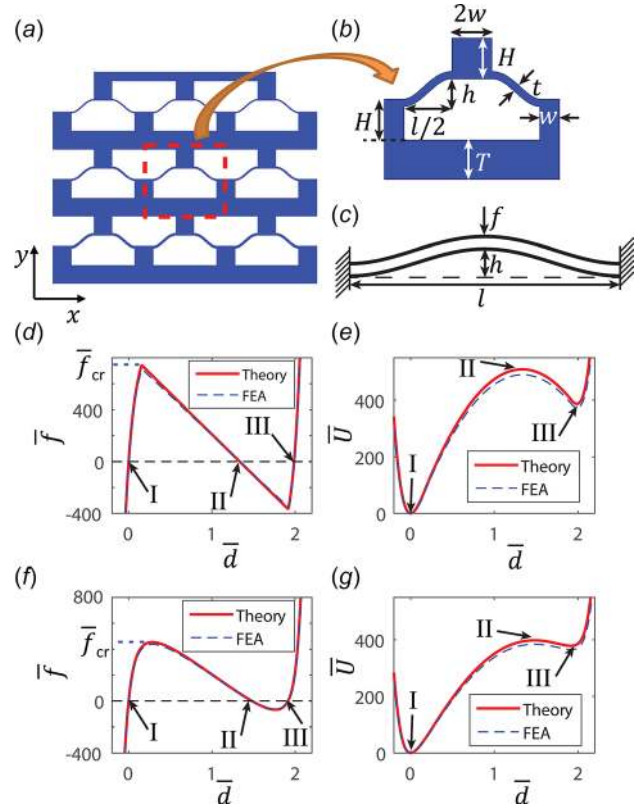 (a)
y
x
(b)
2w
H
h
t
H
l/2
w
T
(c)
f
h
l
(d)
f̅cr
400
0
-400
f̅
Theory
FEA
I
II
III
0 1 2
d̅
(e)
400
200
0
U̅
II
III
I
Theory
FEA
0 1 2
d̅
(f)
800
f̅cr
400
0
-400
f̅
Theory
FEA
I
II
III
0 1 2
d̅
(g)
400
200
0
U̅
II
III
I
Theory
FEA
0 1 2
d̅